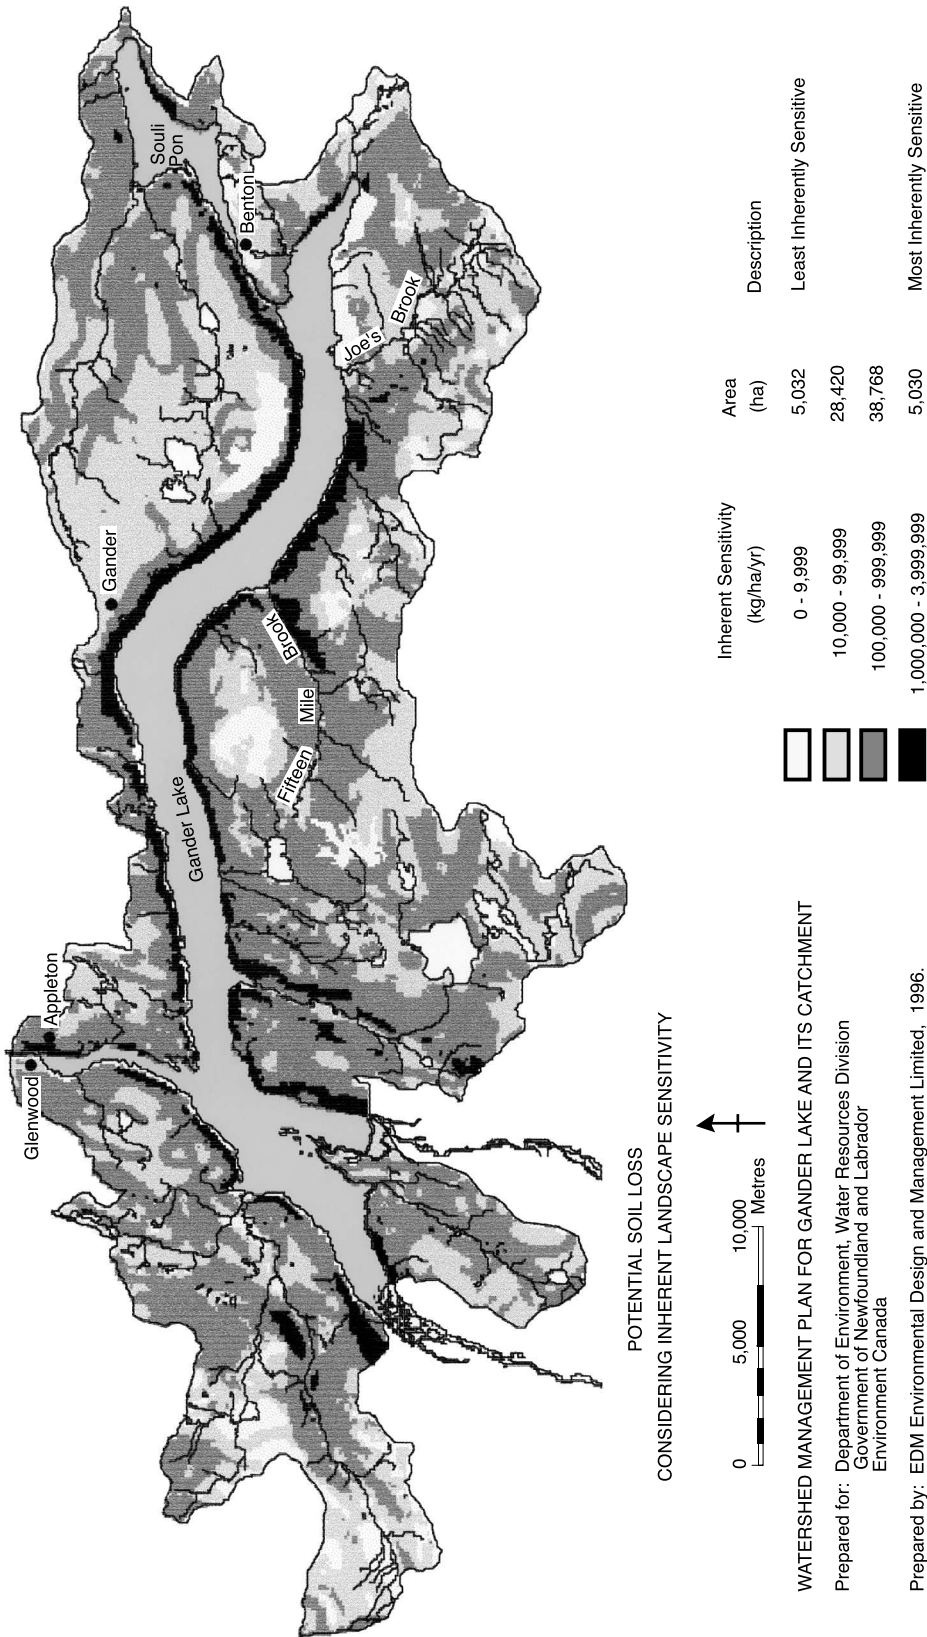 Glenwood
Appleton
Gander
Souli
Pon
Benton
Gander Lake
Fifteen
Mile
Brook
Joe's
Brook
POTENTIAL SOIL LOSS
CONSIDERING INHERENT LANDSCAPE SENSITIVITY
0 5,000 10,000
Metres
WATERSHED MANAGEMENT PLAN FOR GANDER LAKE AND ITS CATCHMENT
Prepared for: Department of Environment, Water Resources Division
Government of Newfoundland and Labrador
Environment Canada
Prepared by: EDM Environmental Design and Management Limited, 1996.
Inherent Sensitivity Area Description
(kg/ha/yr) (ha)
0 - 9,999 5,032 Least Inherently Sensitive
10,000 - 99,999 28,420
100,000 - 999,999 38,768
1,000,000 - 3,999,999 5,030 Most Inherently Sensitive